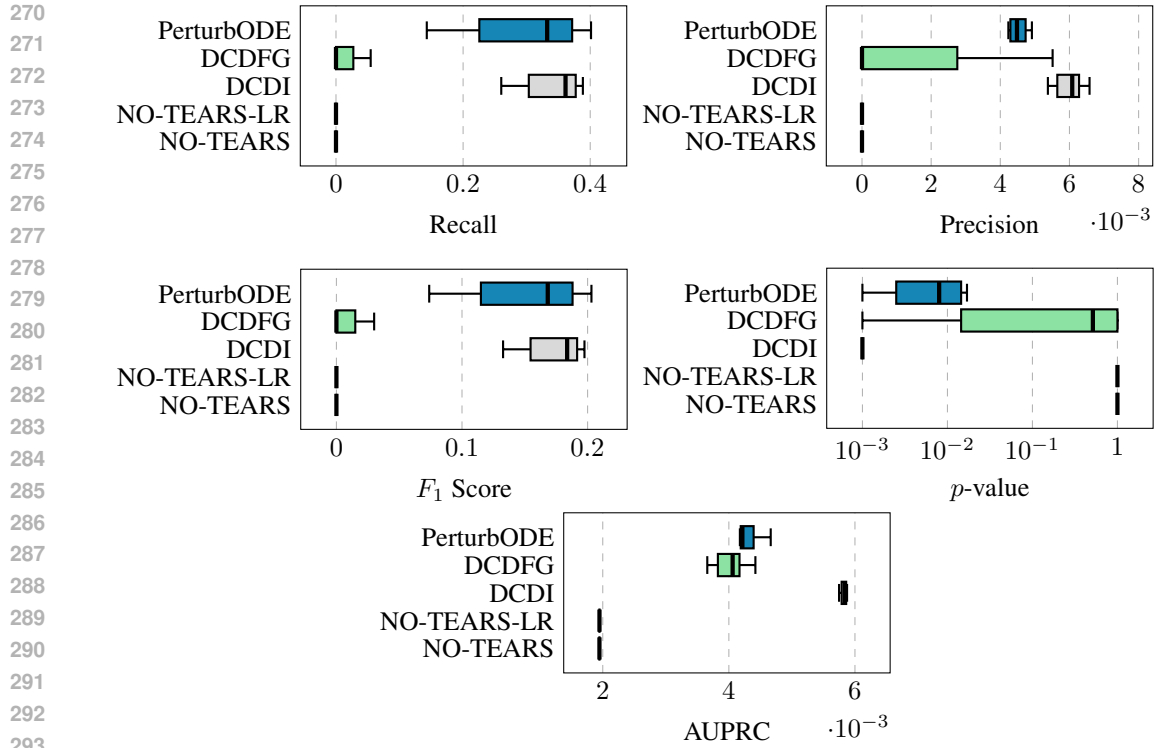 270
271
272
273
274
275
276
277
278
279
280
281
282
283
284
285
286
287
288
289
290
291
292
293
PerturbODE
DCDFG
DCDI
NO-TEARS-LR
NO-TEARS
0 0.2 0.4
Recall
PerturbODE
DCDFG
DCDI
NO-TEARS-LR
NO-TEARS
0 2 4 6 8
Precision ·10⁻³
PerturbODE
DCDFG
DCDI
NO-TEARS-LR
NO-TEARS
0 0.1 0.2
F₁ Score
PerturbODE
DCDFG
DCDI
NO-TEARS-LR
NO-TEARS
10⁻³ 10⁻² 10⁻¹ 1
p-value
PerturbODE
DCDFG
DCDI
NO-TEARS-LR
NO-TEARS
2 4 6
AUPRC ·10⁻³